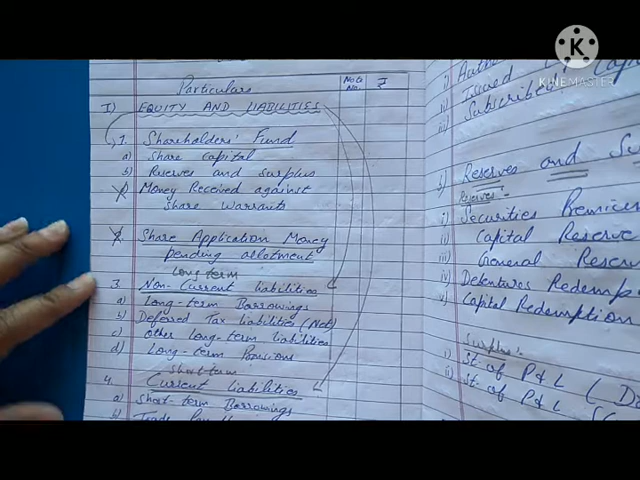 Particulars
Note No.
₹
I) EQUITY AND LIABILITIES
1. Shareholders' Fund
a) Share capital
b) Reserves and surplus
c) Money Received against
Share Warrants
2. Share Application Money
pending allotment
Long term
3. Non-Current liabilities
a) Long-term Borrowings
b) Deferred Tax liabilities (Net)
c) Other Long-term liabilities
d) Long-term Provisions
Short-term
4. Current liabilities
a) Short-term Borrowings
b) Trade
i)
ii) Issued
iii) Subscribed
Reserves and
Reserves:
i) Securities Premium
ii) Capital Reserve
iii) General Reserve
iv) Debentures Redemp
v) Capital Redemption
Surplus:
i) St. of P & L (
ii) St. of P & L
KINEMASTER